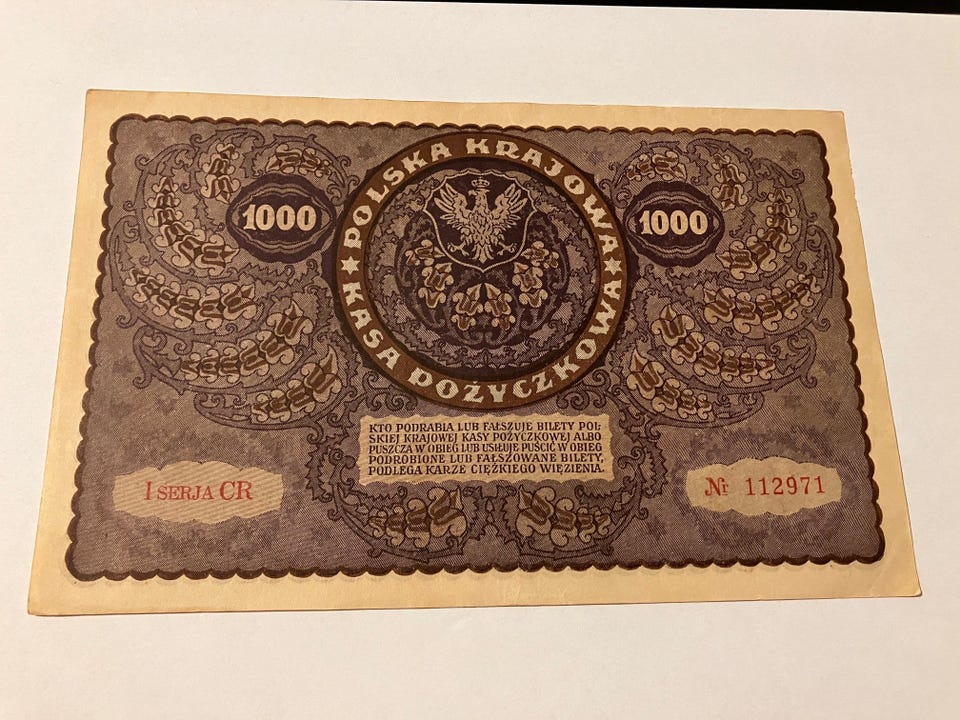 POLSKA KRAJOWA
★ KASA POŻYCZKOWA ★
1000
1000
KTO PODRABIA LUB FAŁSZUJE BILETY POL-
SKIEJ KRAJOWEJ KASY POŻYCZKOWEJ ALBO
PUSZCZA W OBIEG LUB USIŁUJE PUŚCIĆ W OBIEG
PODROBIONE LUB FAŁSZOWANE BILETY,
PODLEGA KARZE CIĘŻKIEGO WIĘZIENIA.
I SERJA CR
Nr 112971